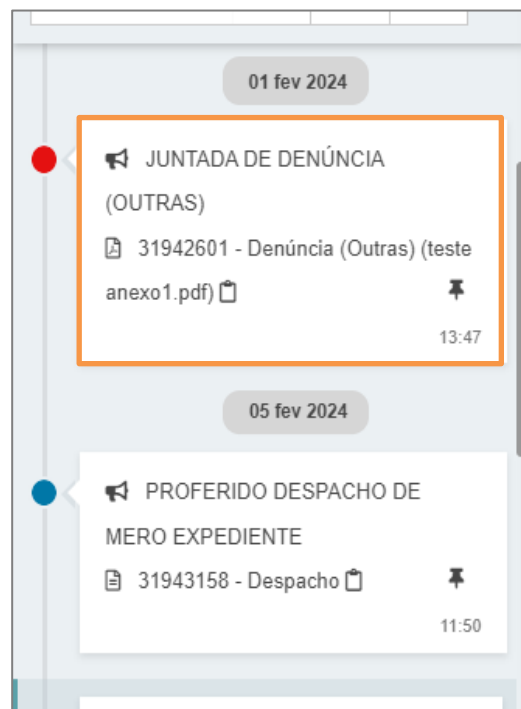 01 fev 2024
JUNTADA DE DENÚNCIA
(OUTRAS)
31942601 - Denúncia (Outras) (teste
anexo1.pdf)
13:47
05 fev 2024
PROFERIDO DESPACHO DE
MERO EXPEDIENTE
31943158 - Despacho
11:50